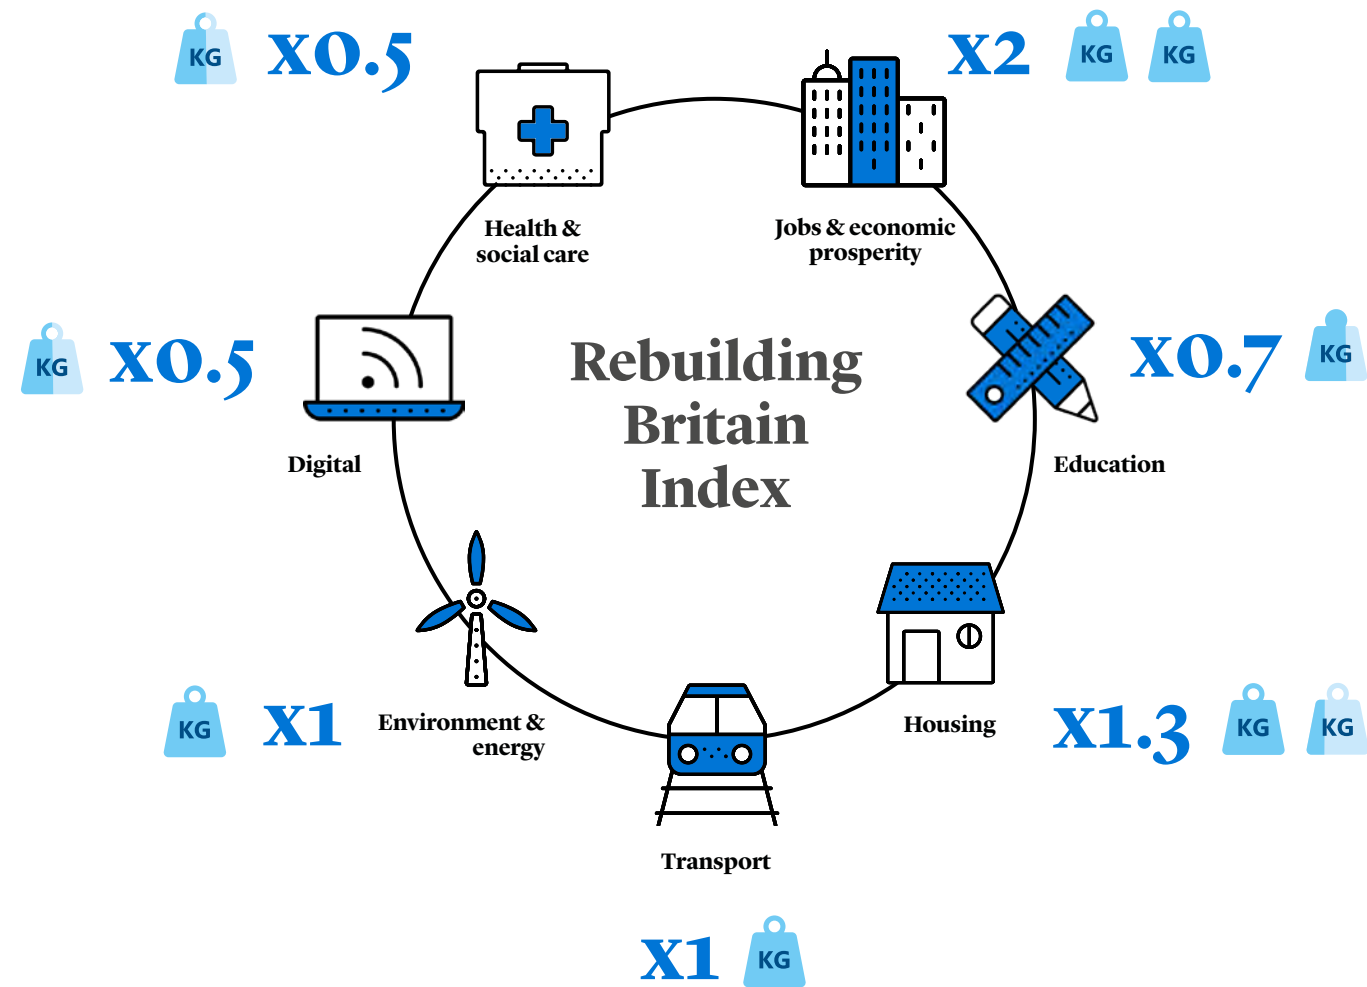 KG x0.5
x2 KG KG
Health &
social care
Jobs & economic
prosperity
KG x0.5
Rebuilding
Britain
Index
x0.7 KG
Digital
Education
KG x1
Environment &
energy
Housing
x1.3 KG KG
Transport
x1 KG